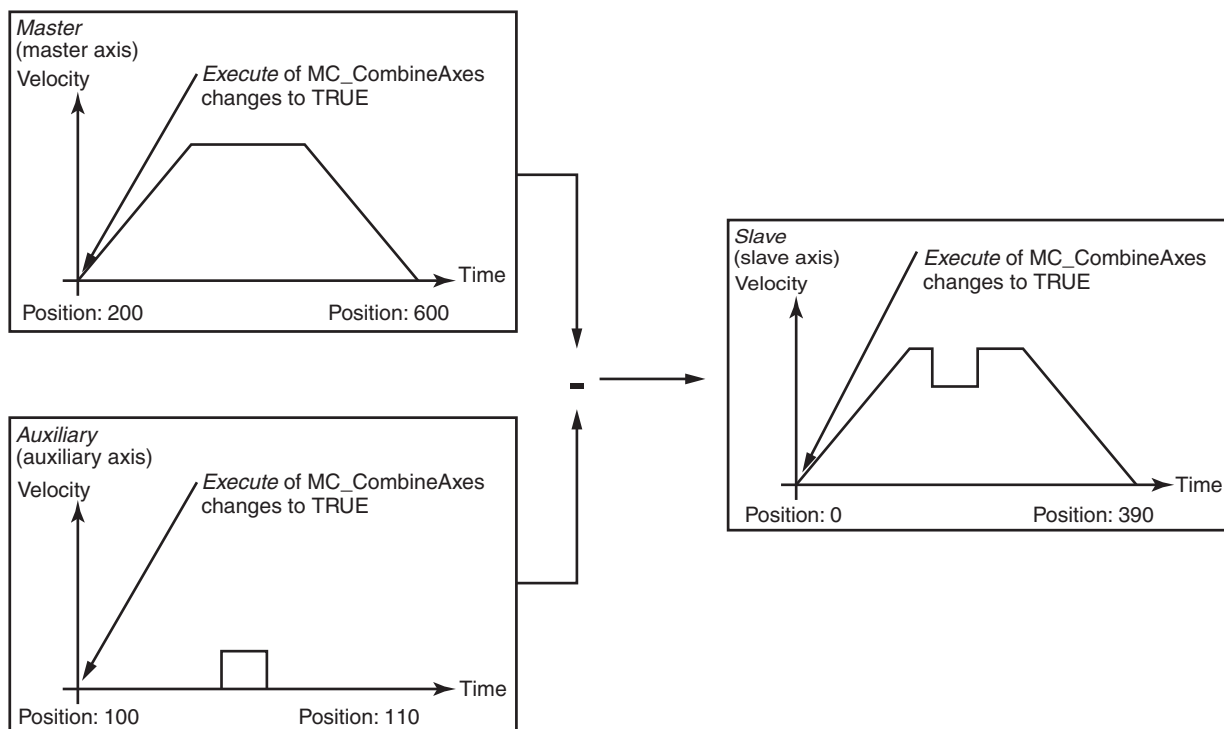 Master
(master axis)
Velocity
Execute of MC_CombineAxes
changes to TRUE
Time
Position: 200
Position: 600
-
Auxiliary
(auxiliary axis)
Velocity
Execute of MC_CombineAxes
changes to TRUE
Time
Position: 100
Position: 110
Slave
(slave axis)
Velocity
Execute of MC_CombineAxes
changes to TRUE
Time
Position: 0
Position: 390